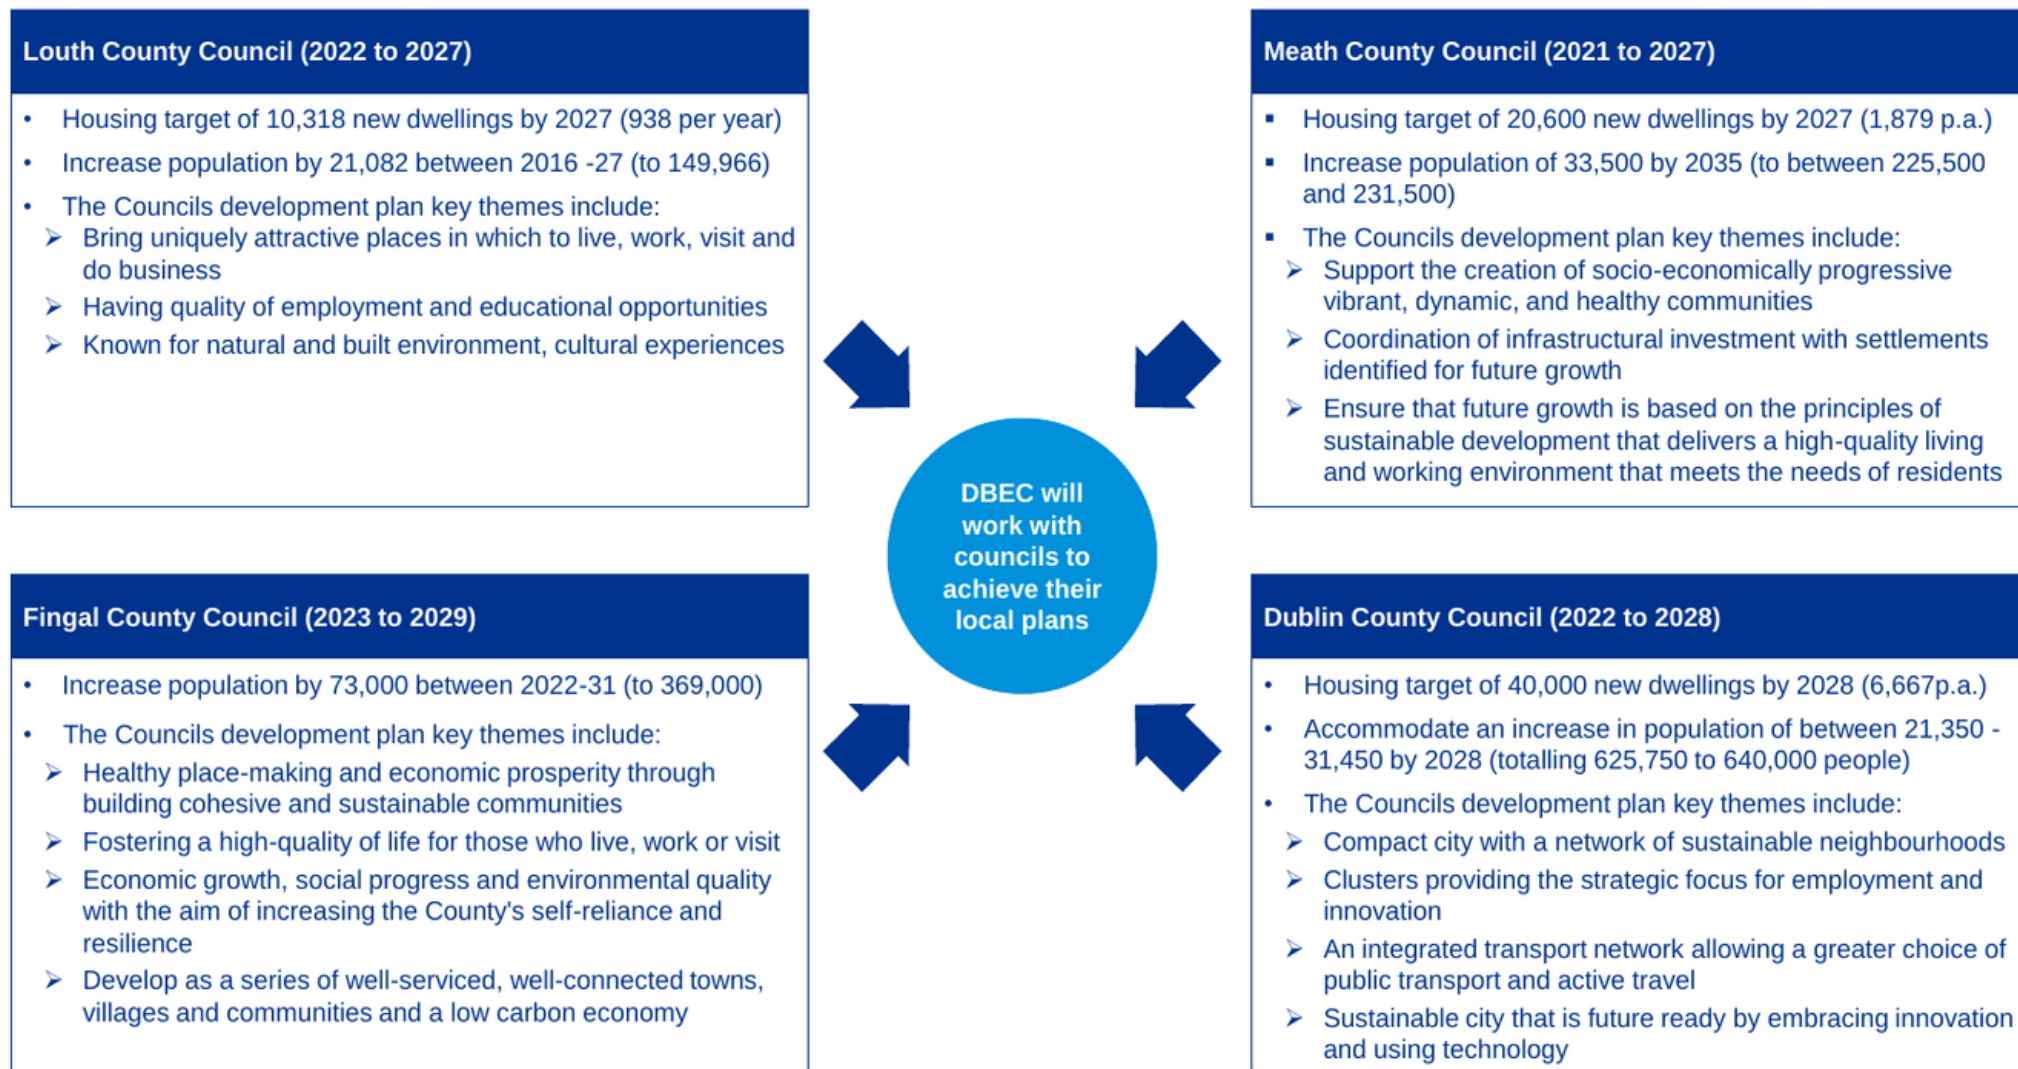 Louth County Council (2022 to 2027)
• Housing target of 10,318 new dwellings by 2027 (938 per year)
• Increase population by 21,082 between 2016 -27 (to 149,966)
• The Councils development plan key themes include:
➢ Bring uniquely attractive places in which to live, work, visit and
do business
➢ Having quality of employment and educational opportunities
➢ Known for natural and built environment, cultural experiences
Meath County Council (2021 to 2027)
▪ Housing target of 20,600 new dwellings by 2027 (1,879 p.a.)
▪ Increase population of 33,500 by 2035 (to between 225,500
and 231,500)
▪ The Councils development plan key themes include:
➢ Support the creation of socio-economically progressive
vibrant, dynamic, and healthy communities
➢ Coordination of infrastructural investment with settlements
identified for future growth
➢ Ensure that future growth is based on the principles of
sustainable development that delivers a high-quality living
and working environment that meets the needs of residents
DBEC will
work with
councils to
achieve their
local plans
Fingal County Council (2023 to 2029)
• Increase population by 73,000 between 2022-31 (to 369,000)
• The Councils development plan key themes include:
➢ Healthy place-making and economic prosperity through
building cohesive and sustainable communities
➢ Fostering a high-quality of life for those who live, work or visit
➢ Economic growth, social progress and environmental quality
with the aim of increasing the County's self-reliance and
resilience
➢ Develop as a series of well-serviced, well-connected towns,
villages and communities and a low carbon economy
Dublin County Council (2022 to 2028)
• Housing target of 40,000 new dwellings by 2028 (6,667p.a.)
• Accommodate an increase in population of between 21,350 -
31,450 by 2028 (totalling 625,750 to 640,000 people)
• The Councils development plan key themes include:
➢ Compact city with a network of sustainable neighbourhoods
➢ Clusters providing the strategic focus for employment and
innovation
➢ An integrated transport network allowing a greater choice of
public transport and active travel
➢ Sustainable city that is future ready by embracing innovation
and using technology